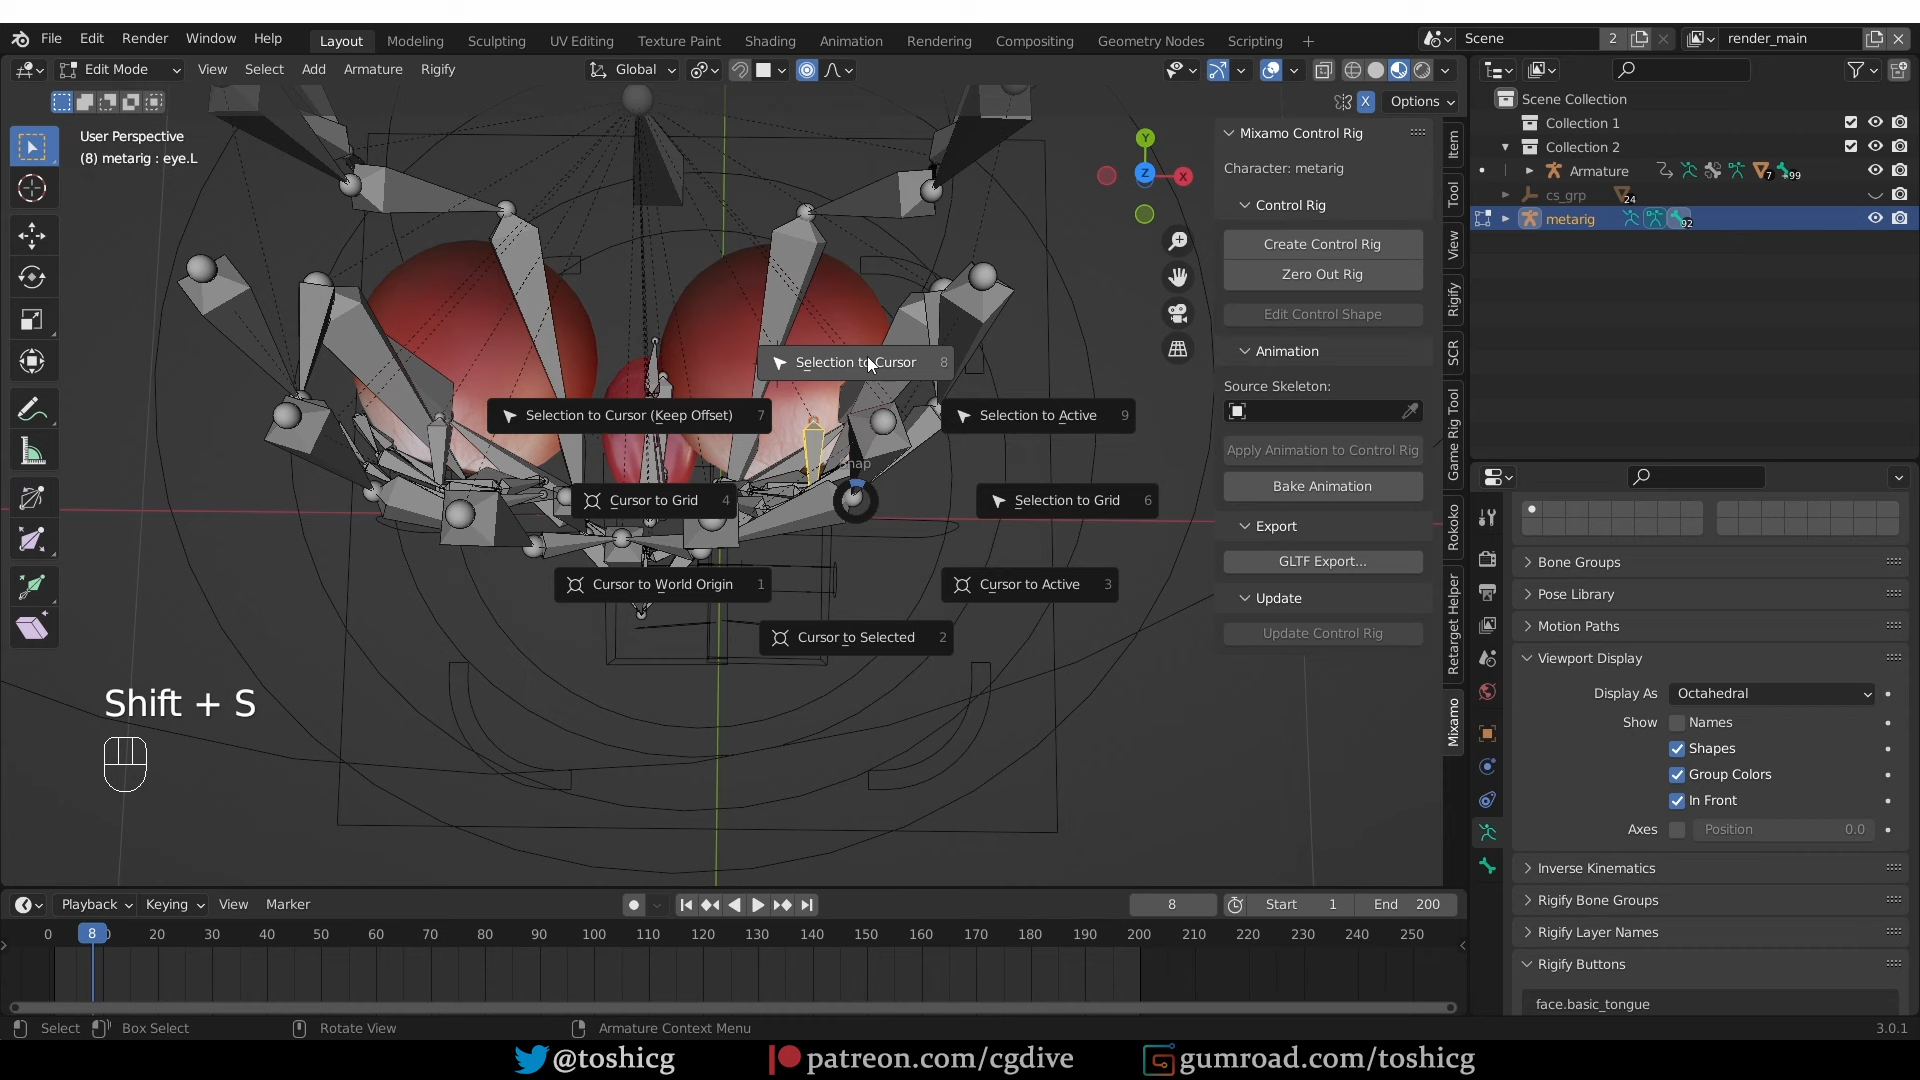 File Edit Render Window Help Layout Modeling Sculpting UV Editing Texture Paint Shading Animation Rendering Compositing Geometry Nodes Scripting + Scene 2 render_main
Edit Mode View Select Add Armature Rigify Global
X Options
User Perspective
(8) metarig : eye.L
Y
Z
X
Mixamo Control Rig
Character: metarig
Control Rig
Create Control Rig
Zero Out Rig
Edit Control Shape
Animation
Source Skeleton:
Apply Animation to Control Rig
Bake Animation
Export
GLTF Export...
Update
Update Control Rig
Item
Tool
View
Rigify
SCR
Game Rig Tool
Rokoko
Retarget Helper
Mixamo
Selection to Cursor 8
Selection to Cursor (Keep Offset) 7
Selection to Active 9
Snap
Cursor to Grid 4
Selection to Grid 6
Cursor to World Origin 1
Cursor to Active 3
Cursor to Selected 2
Shift + S
Scene Collection
Collection 1
Collection 2
Armature 7 99
cs_grp 24
metarig 92
Bone Groups
Pose Library
Motion Paths
Viewport Display
Display As Octahedral
Show Names
Shapes
Group Colors
In Front
Axes Position 0.0
Inverse Kinematics
Rigify Bone Groups
Rigify Layer Names
Rigify Buttons
face.basic_tongue
Playback Keying View Marker 8 Start 1 End 200
0 8 20 30 40 50 60 70 80 90 100 110 120 130 140 150 160 170 180 190 200 210 220 230 240 250
Select Box Select Rotate View Armature Context Menu 3.0.1
@toshicg patreon.com/cgdive gumroad.com/toshicg